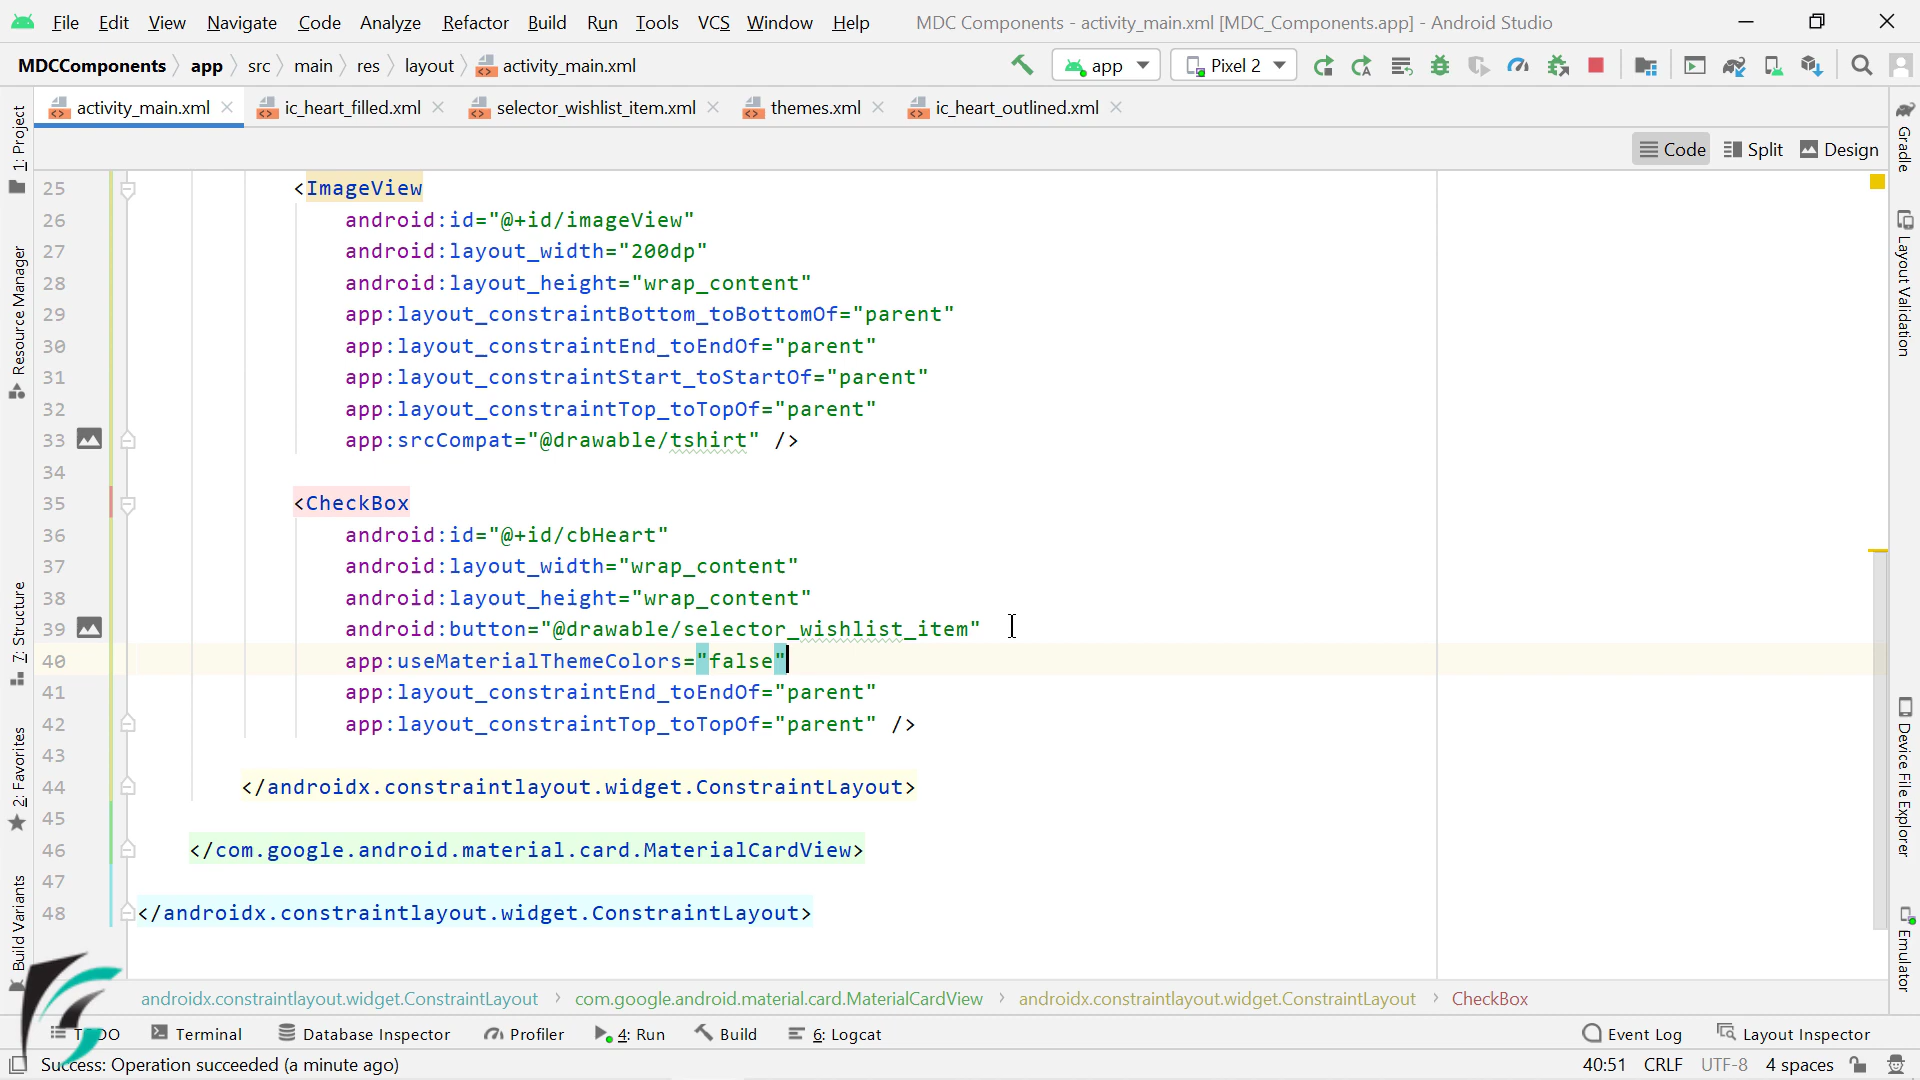 File Edit View Navigate Code Analyze Refactor Build Run Tools VCS Window Help MDC Components - activity_main.xml [MDC_Components.app] - Android Studio
MDCComponents app src main res layout activity_main.xml app Pixel 2
activity_main.xml ic_heart_filled.xml selector_wishlist_item.xml themes.xml ic_heart_outlined.xml
Code Split Design
1: Project
Resource Manager
7: Structure
2: Favorites
Build Variants
25 <ImageView
26 android:id="@+id/imageView"
27 android:layout_width="200dp"
28 android:layout_height="wrap_content"
29 app:layout_constraintBottom_toBottomOf="parent"
30 app:layout_constraintEnd_toEndOf="parent"
31 app:layout_constraintStart_toStartOf="parent"
32 app:layout_constraintTop_toTopOf="parent"
33 app:srcCompat="@drawable/tshirt" />
34
35 <CheckBox
36 android:id="@+id/cbHeart"
37 android:layout_width="wrap_content"
38 android:layout_height="wrap_content"
39 android:button="@drawable/selector_wishlist_item"
40 app:useMaterialThemeColors="false"
41 app:layout_constraintEnd_toEndOf="parent"
42 app:layout_constraintTop_toTopOf="parent" />
43
44 </androidx.constraintlayout.widget.ConstraintLayout>
45
46 </com.google.android.material.card.MaterialCardView>
47
48 </androidx.constraintlayout.widget.ConstraintLayout>
Gradle
Layout Validation
Device File Explorer
Emulator
androidx.constraintlayout.widget.ConstraintLayout com.google.android.material.card.MaterialCardView androidx.constraintlayout.widget.ConstraintLayout CheckBox
Terminal Database Inspector Profiler 4: Run Build 6: Logcat Event Log Layout Inspector
Success: Operation succeeded (a minute ago) 40:51 CRLF UTF-8 4 spaces